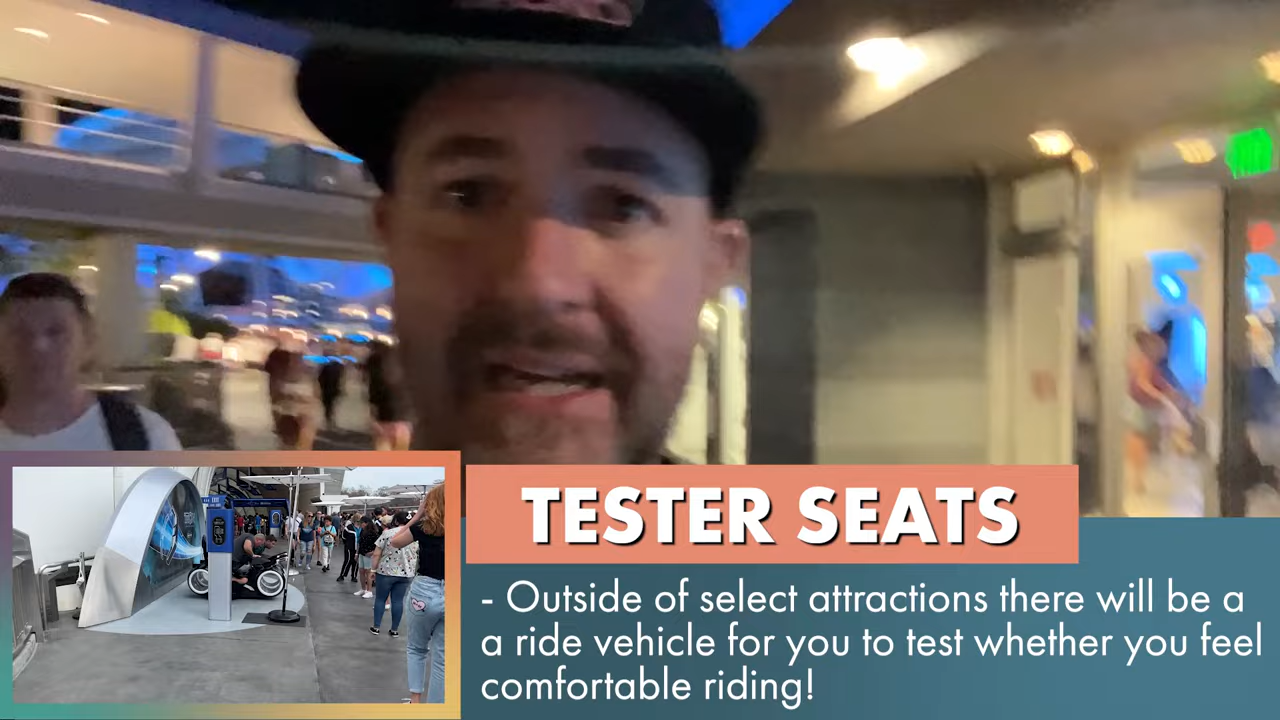 TESTER SEATS
- Outside of select attractions there will be a
a ride vehicle for you to test whether you feel
comfortable riding!